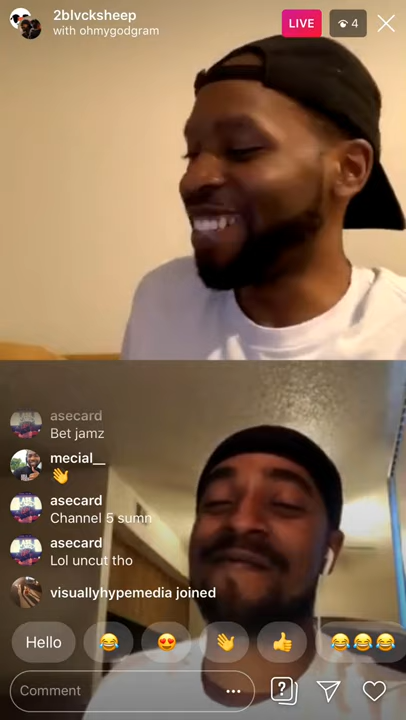 2blvcksheep
with ohmygodgram
LIVE
4
asecard
Bet jamz
mecial__
👋
asecard
Channel 5 sumn
asecard
Lol uncut tho
visuallyhypemedia joined
Hello 😂 😍 👋 👍 😂😂😂
Comment ... ?